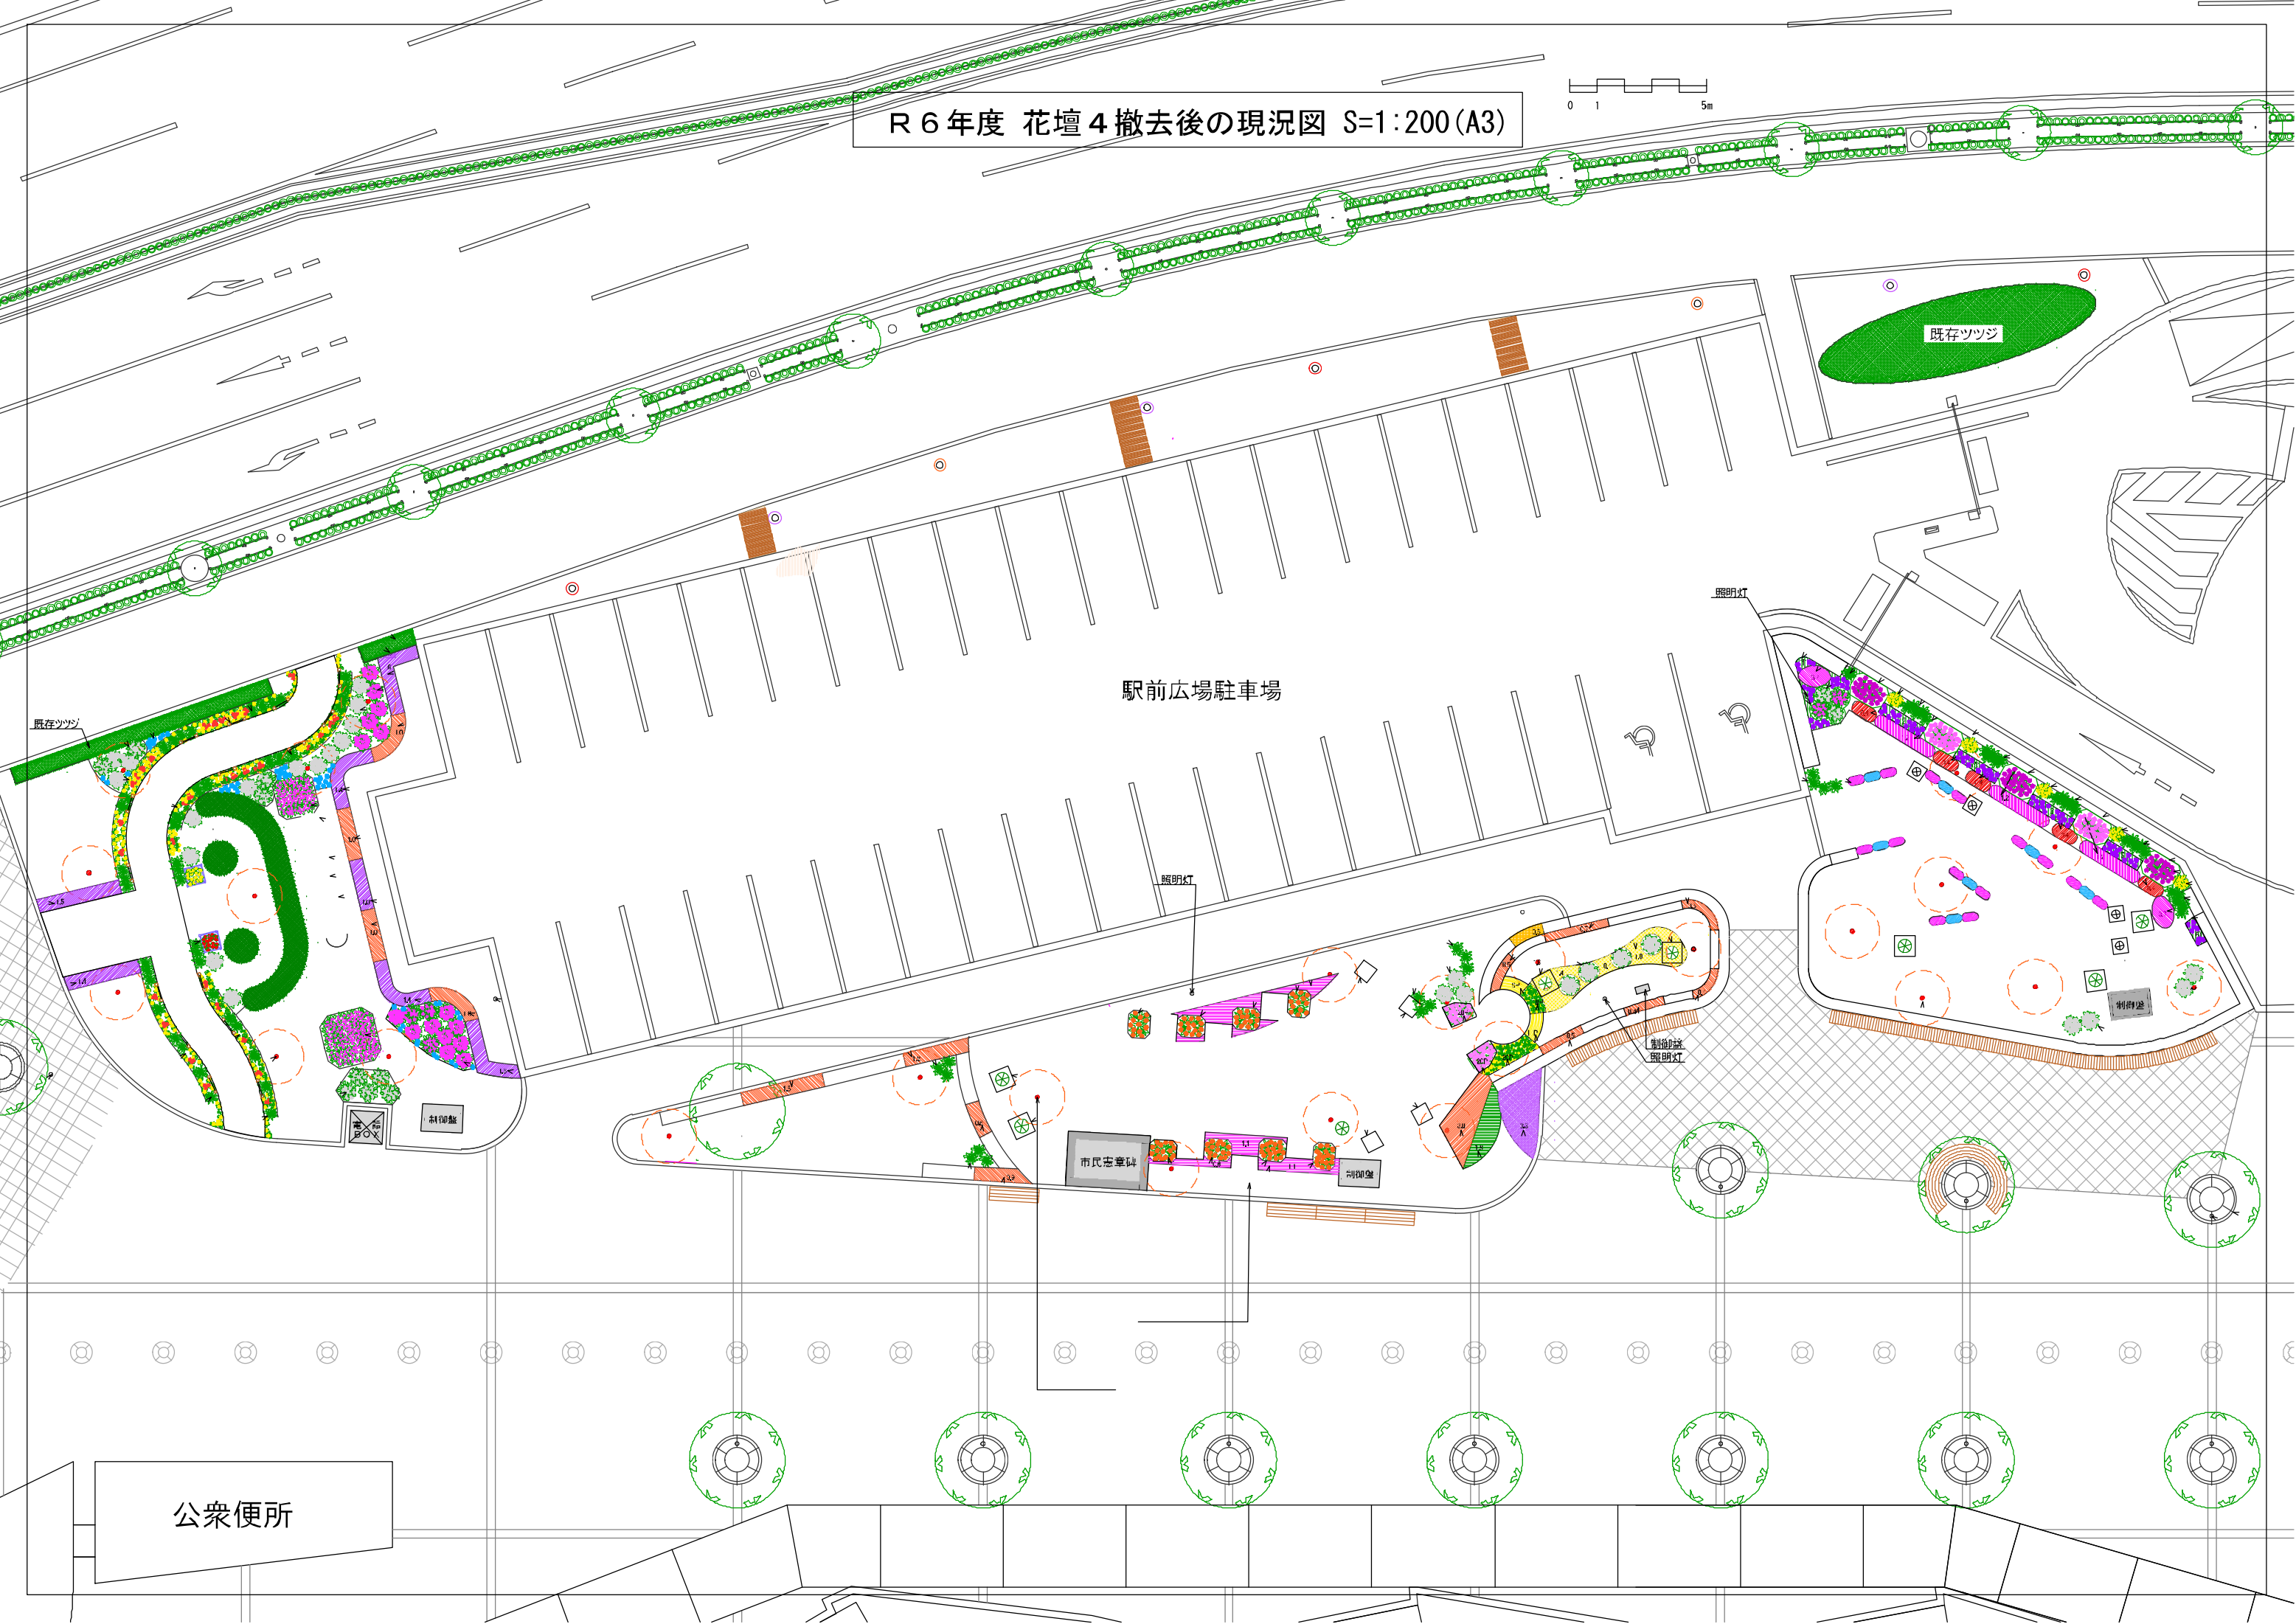 R6年度 花壇4撤去後の現況図 S=1:200(A3)
0 1 5m
既存ツツジ
照明灯
駅前広場駐車場
既存ツツジ
照明灯
制御盤
制御盤
照明灯
制御盤
電話
BOX
市民憲章碑
制御盤
公衆便所